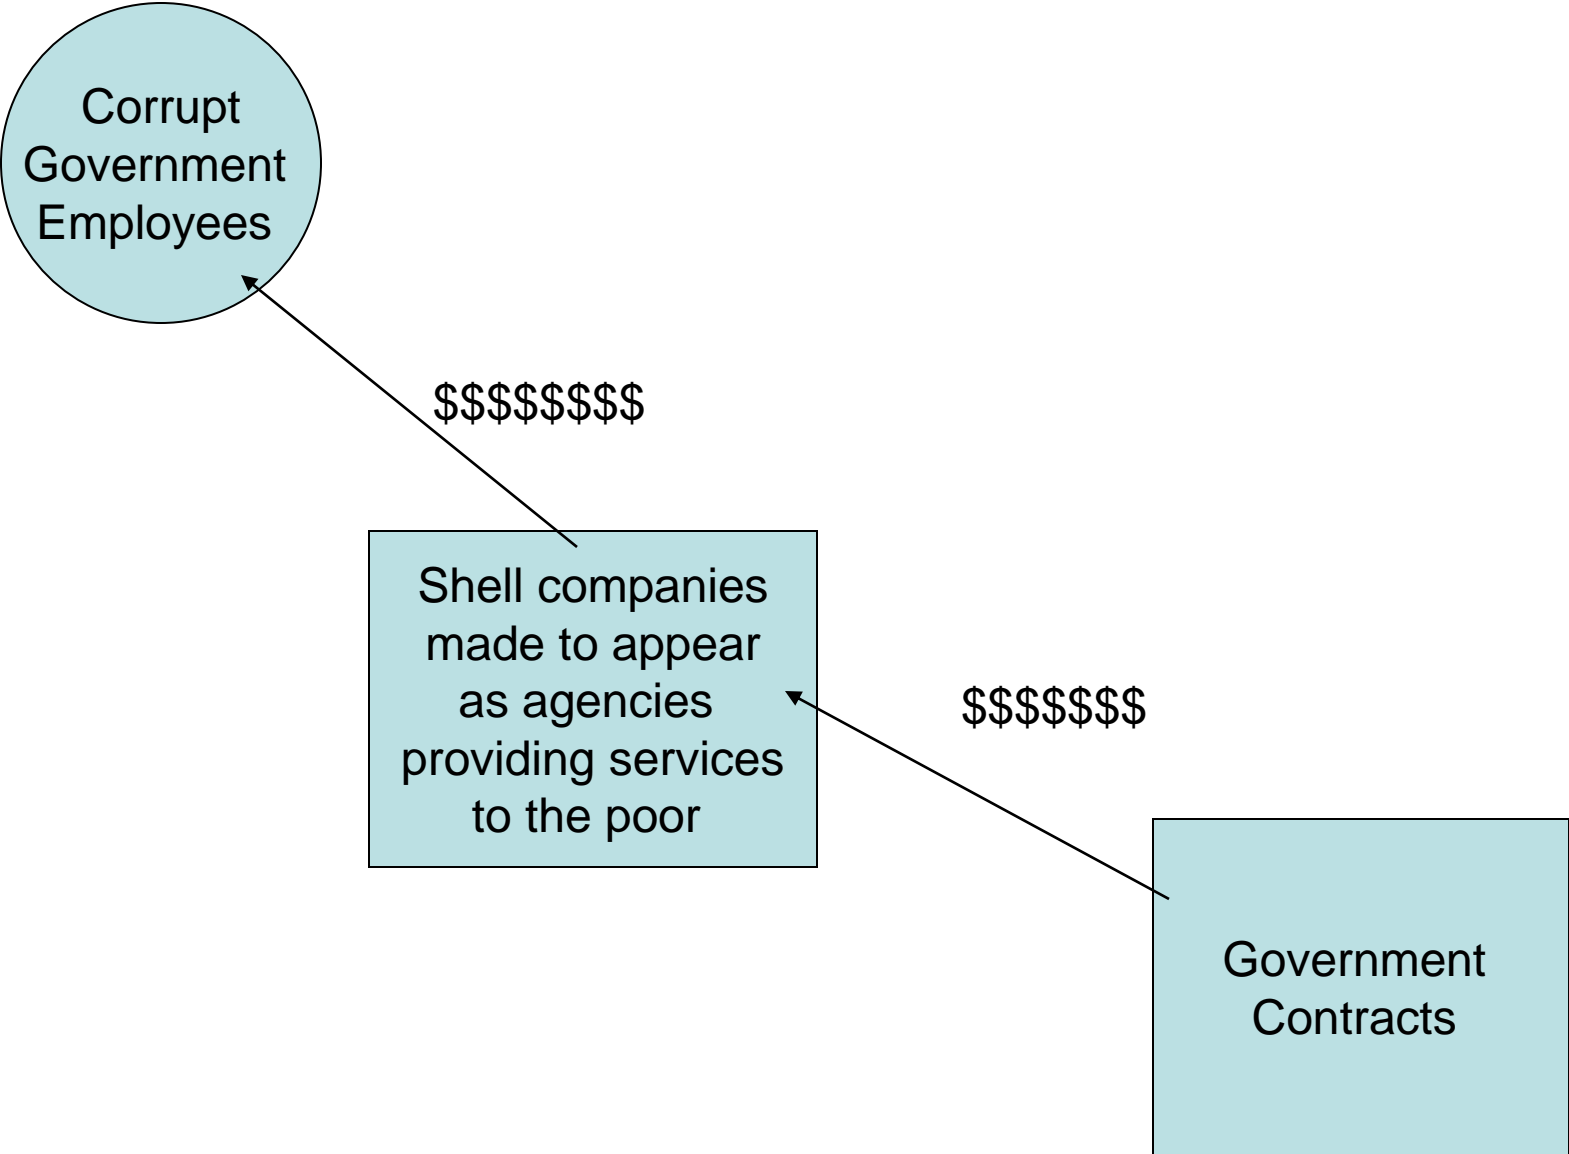 Corrupt
Government
Employees
$$$$$$$$
Shell companies
made to appear
as agencies
providing services
to the poor
$$$$$$$
Government
Contracts